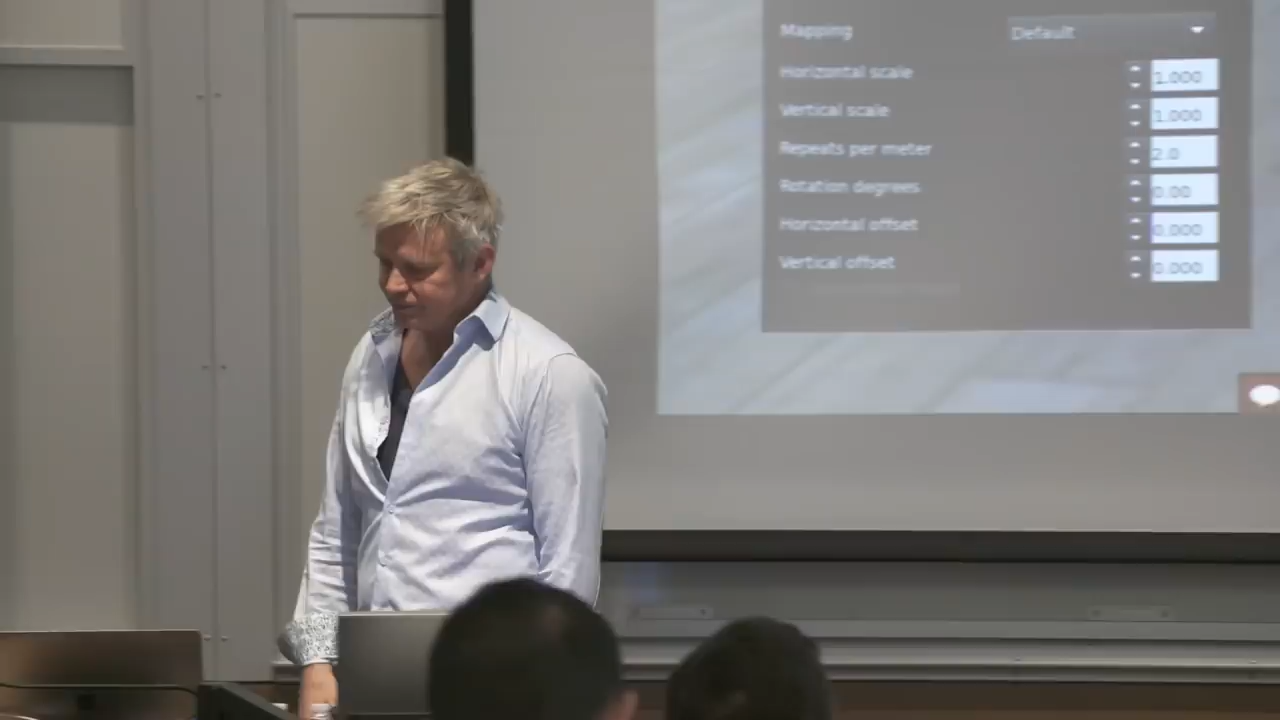 Mapping Default
Horizontal scale 1.000
Vertical scale 1.000
Repeats per meter 2.0
Rotation degrees 0.00
Horizontal offset 0.000
Vertical offset 0.000